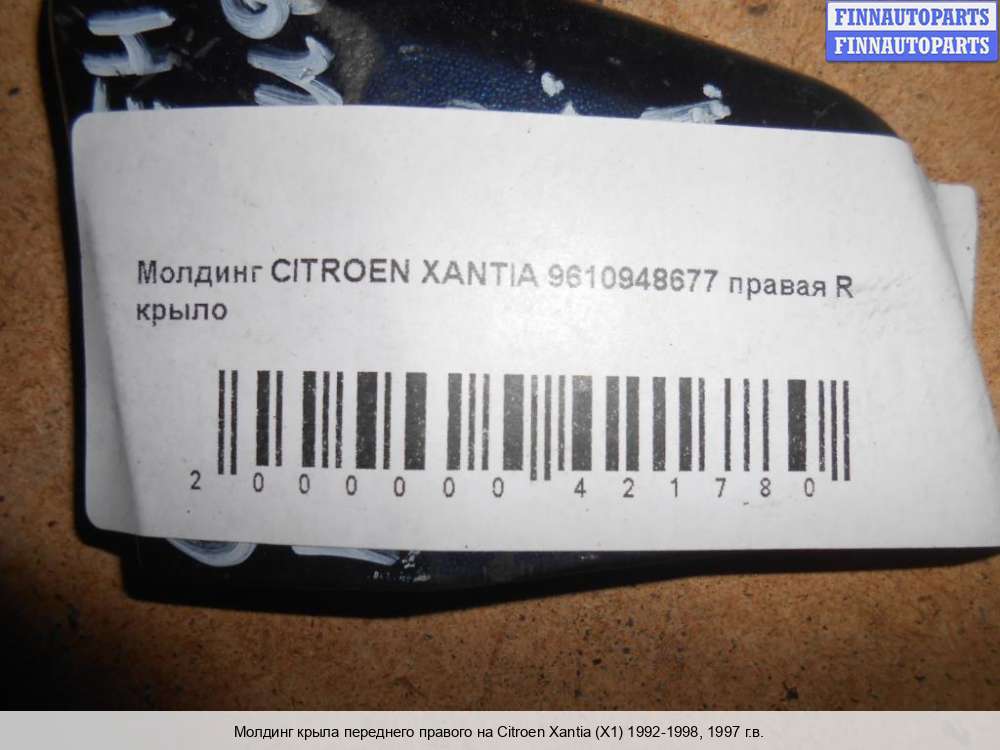 FINNAUTOPARTS
FINNAUTOPARTS
Молдинг CITROEN XANTIA 9610948677 правая R
крыло
2 000000 421780
Молдинг крыла переднего правого на Citroen Xantia (X1) 1992-1998, 1997 г.в.